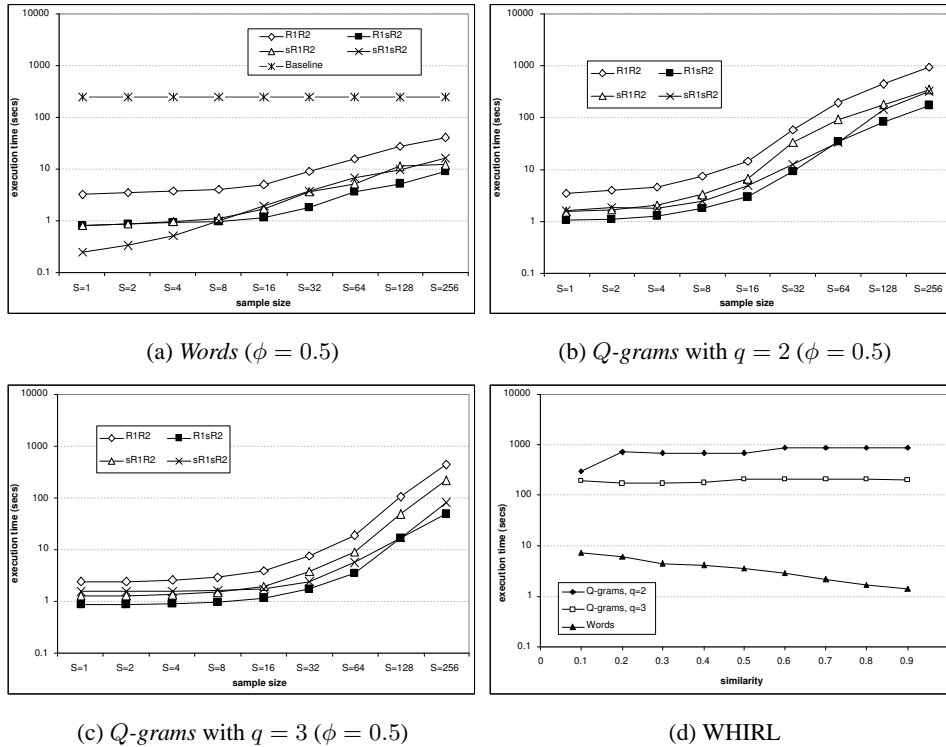 10000
1000
100
10
1
0.1
execution time (secs)
R1R2
R1sR2
sR1R2
sR1sR2
Baseline
S=1 S=2 S=4 S=8 S=16 S=32 S=64 S=128 S=256
sample size
(a) Words (ϕ = 0.5)
10000
1000
100
10
1
0.1
execution time (secs)
R1R2
R1sR2
sR1R2
sR1sR2
S=1 S=2 S=4 S=8 S=16 S=32 S=64 S=128 S=256
sample size
(b) Q-grams with q = 2 (ϕ = 0.5)
10000
1000
100
10
1
0.1
execution time (secs)
R1R2
R1sR2
sR1R2
sR1sR2
S=1 S=2 S=4 S=8 S=16 S=32 S=64 S=128 S=256
sample size
(c) Q-grams with q = 3 (ϕ = 0.5)
10000
1000
100
10
1
0.1
execution time (secs)
Q-grams, q=2
Q-grams, q=3
Words
0 0.1 0.2 0.3 0.4 0.5 0.6 0.7 0.8 0.9
similarity
(d) WHIRL